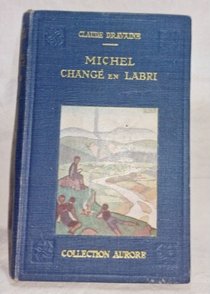 CLAUDE DRAVAINE
MICHEL
CHANGÉ EN LABRI
COLLECTION AURORE